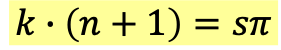 k · (n + 1) = sπ